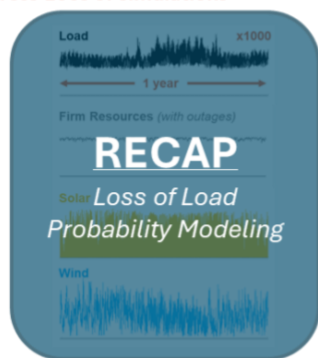 Load x1000
1 year
Firm Resources (with outages)
RECAP
Solar
Loss of Load
Probability Modeling
Wind